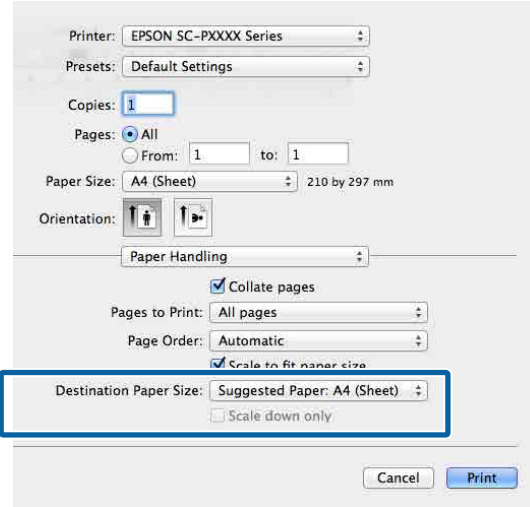 Printer: EPSON SC-PXXXX Series
Presets: Default Settings
Copies: 1
Pages: All
From: 1 to: 1
Paper Size: A4 (Sheet) 210 by 297 mm
Orientation:
Paper Handling
Collate pages
Pages to Print: All pages
Page Order: Automatic
Scale to fit paper size
Destination Paper Size: Suggested Paper: A4 (Sheet)
Scale down only
Cancel Print